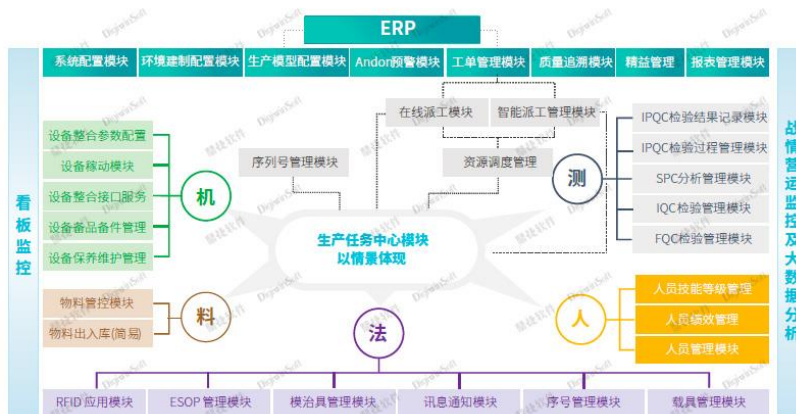 ERP
系统配置模块
环境建制配置模块
生产模型配置模块
Andon预警模块
工单管理模块
质量追溯模块
精益管理
报表管理模块
看板监控
战情营运监控及大数据分析
在线派工模块
智能派工管理模块
序列号管理模块
资源调度管理
设备整合参数配置
设备稼动模块
设备整合接口服务
设备备品备件管理
设备保养维护管理
机
测
IPQC检验结果记录模块
IPQC检验过程管理模块
SPC分析管理模块
IQC检验管理模块
FQC检验管理模块
生产任务中心模块
以情景体现
物料管控模块
物料出入库(简易)
料
法
人
人员技能等级管理
人员绩效管理
人员管理模块
RFID应用模块
ESOP管理模块
模治具管理模块
讯息通知模块
序号管理模块
载具管理模块
DigiwinSoft
鼎捷软件